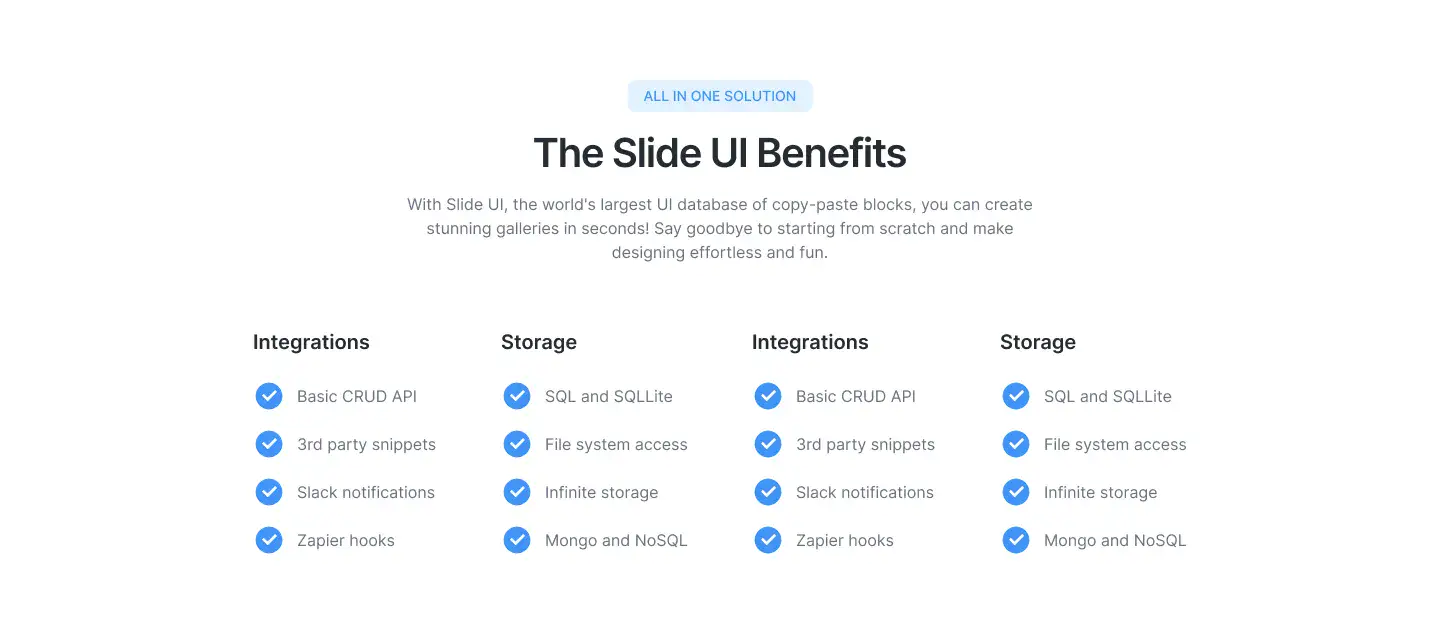 ALL IN ONE SOLUTION
The Slide UI Benefits
With Slide UI, the world's largest UI database of copy-paste blocks, you can create
stunning galleries in seconds! Say goodbye to starting from scratch and make
designing effortless and fun.
Integrations
Basic CRUD API
3rd party snippets
Slack notifications
Zapier hooks
Storage
SQL and SQLLite
File system access
Infinite storage
Mongo and NoSQL
Integrations
Basic CRUD API
3rd party snippets
Slack notifications
Zapier hooks
Storage
SQL and SQLLite
File system access
Infinite storage
Mongo and NoSQL